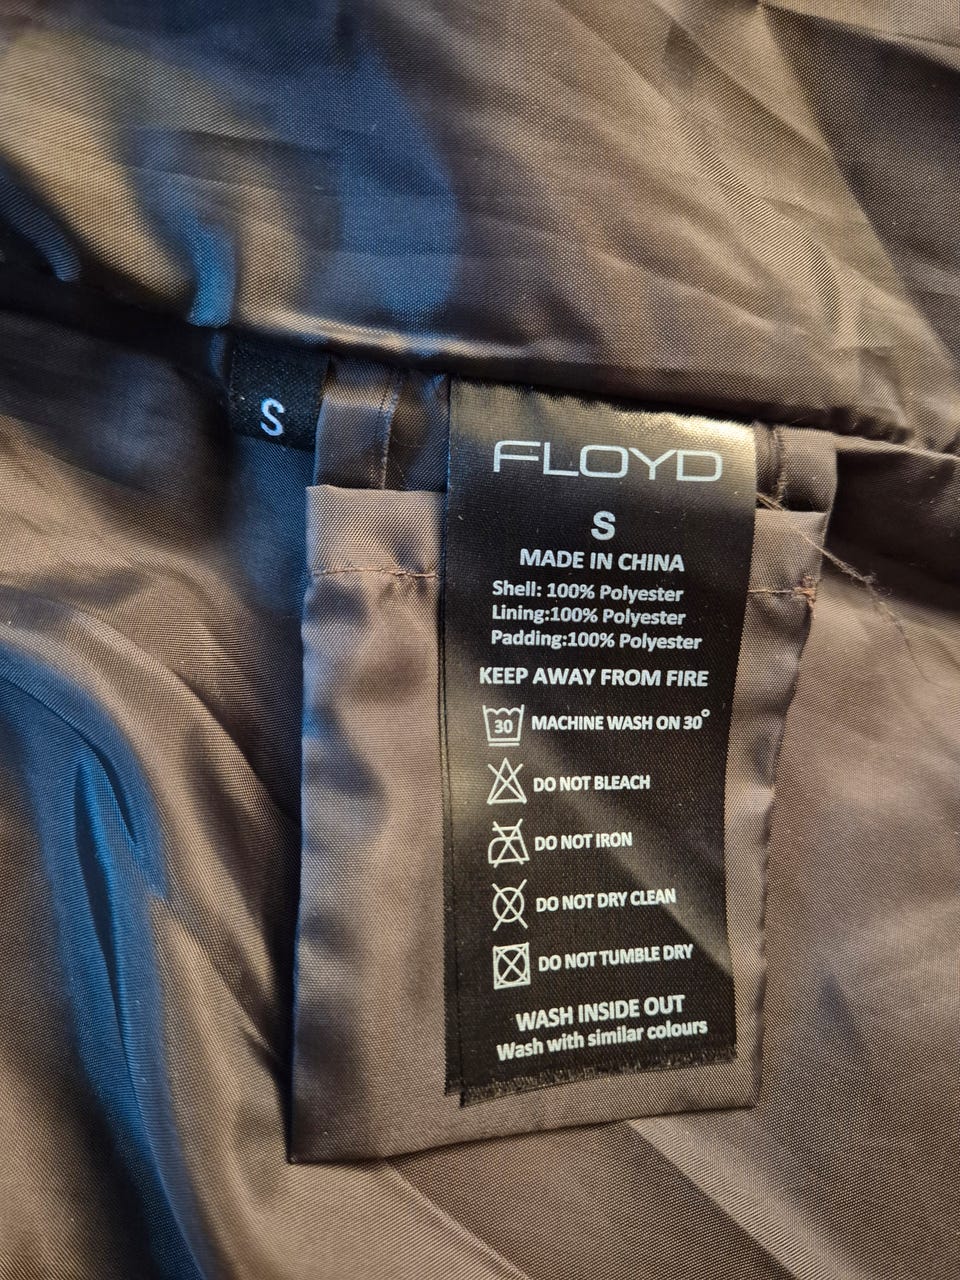 S
FLOYD
S
MADE IN CHINA
Shell: 100% Polyester
Lining:100% Polyester
Padding:100% Polyester
KEEP AWAY FROM FIRE
30 MACHINE WASH ON 30°
DO NOT BLEACH
DO NOT IRON
DO NOT DRY CLEAN
DO NOT TUMBLE DRY
WASH INSIDE OUT
Wash with similar colours